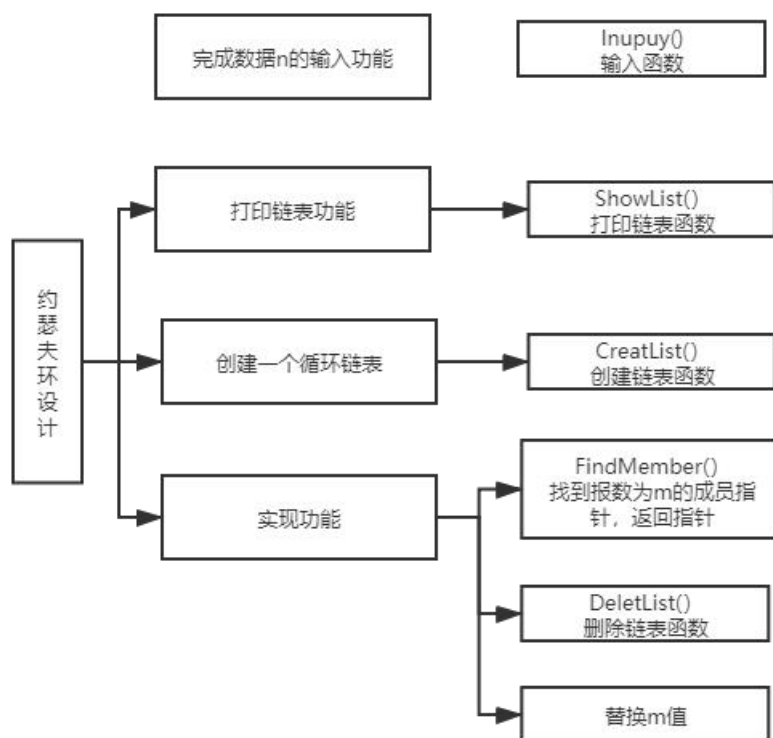 完成数据n的输入功能
Inupuy()
输入函数
打印链表功能
ShowList()
打印链表函数
约瑟夫环设计
创建一个循环链表
CreatList()
创建链表函数
实现功能
FindMember()
找到报数为m的成员指
针，返回指针
DeletList()
删除链表函数
替换m值